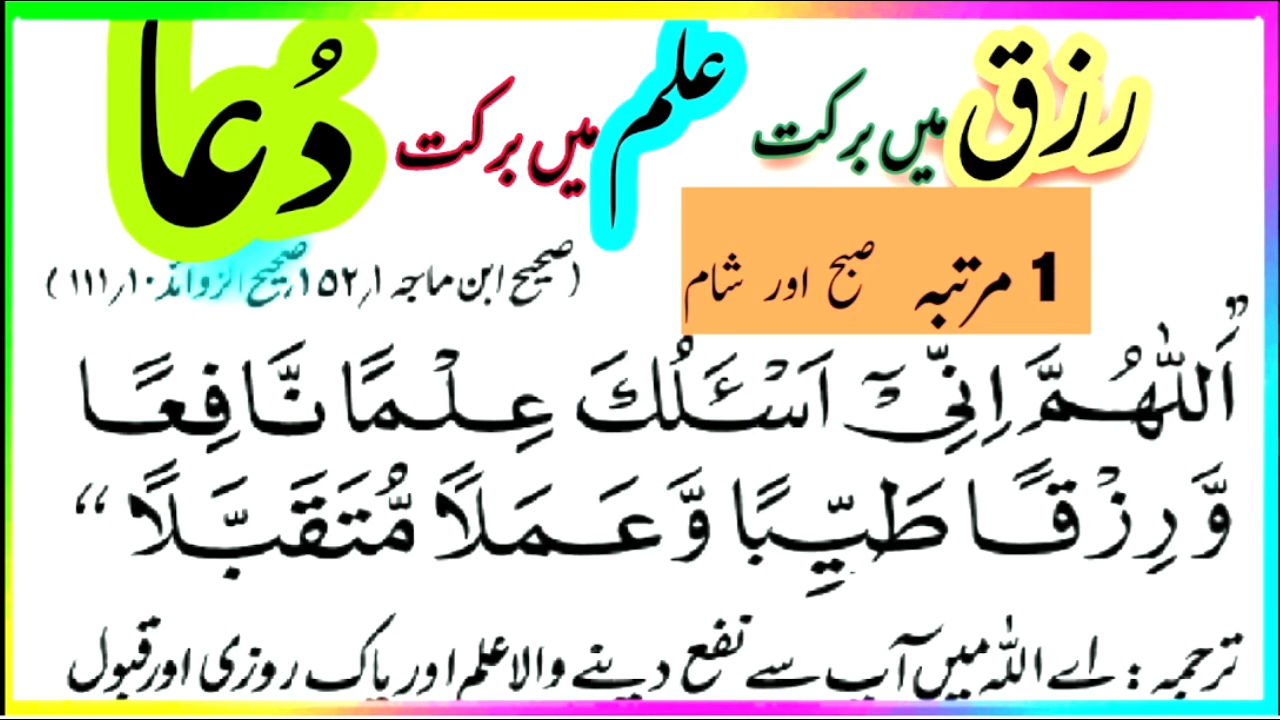 رزق میں برکت علم میں برکت دُعا
1 مرتبہ صبح اور شام
(صحیح ابن ماجہ ۱؍۱۵۲، صحیح الزوائد ۱۰؍۱۱۱)
”اَللّٰهُمَّ اِنِّیْٓ اَسْئَلُكَ عِلْمًا نَّافِعًا
وَّ رِزْقًا طَیِّبًا وَّ عَمَلًا مُّتَقَبَّلًا“
ترجمہ: اے اللہ میں آپ سے نفع دینے والا علم اور پاک روزی اور قبول